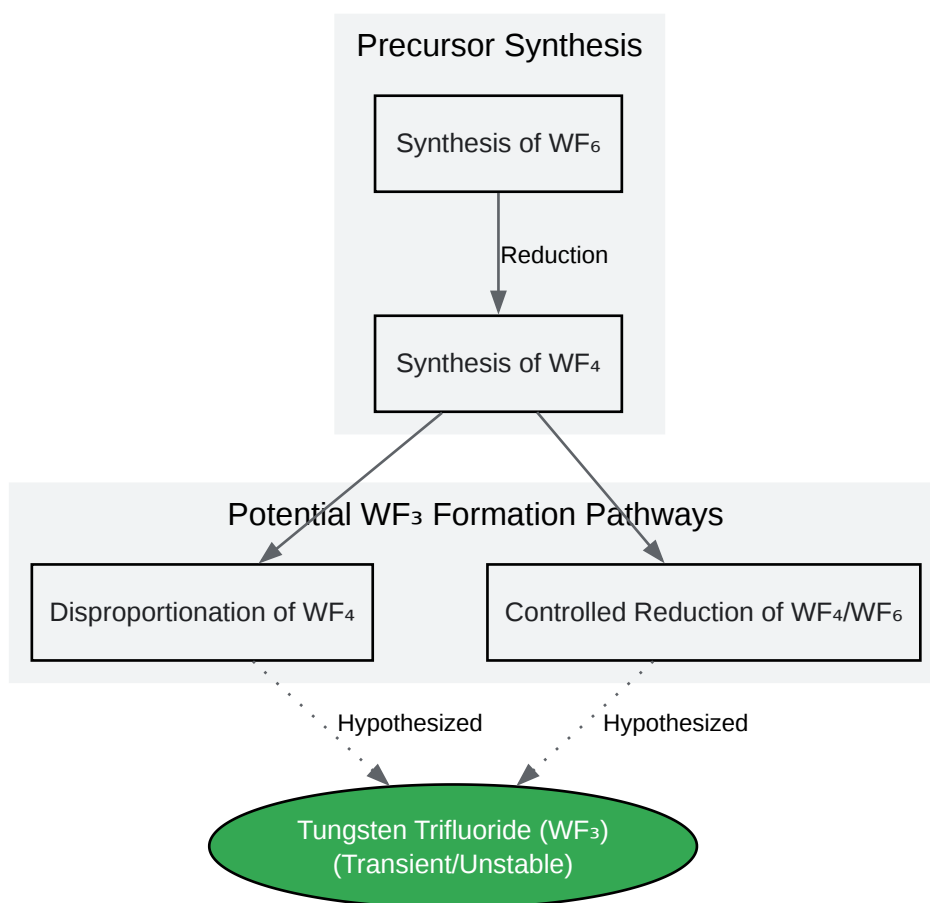 Precursor Synthesis
Synthesis of WF₆
Reduction
Synthesis of WF₄
Potential WF₃ Formation Pathways
Disproportionation of WF₄
Controlled Reduction of WF₄/WF₆
Hypothesized
Hypothesized
Tungsten Trifluoride (WF₃)
(Transient/Unstable)